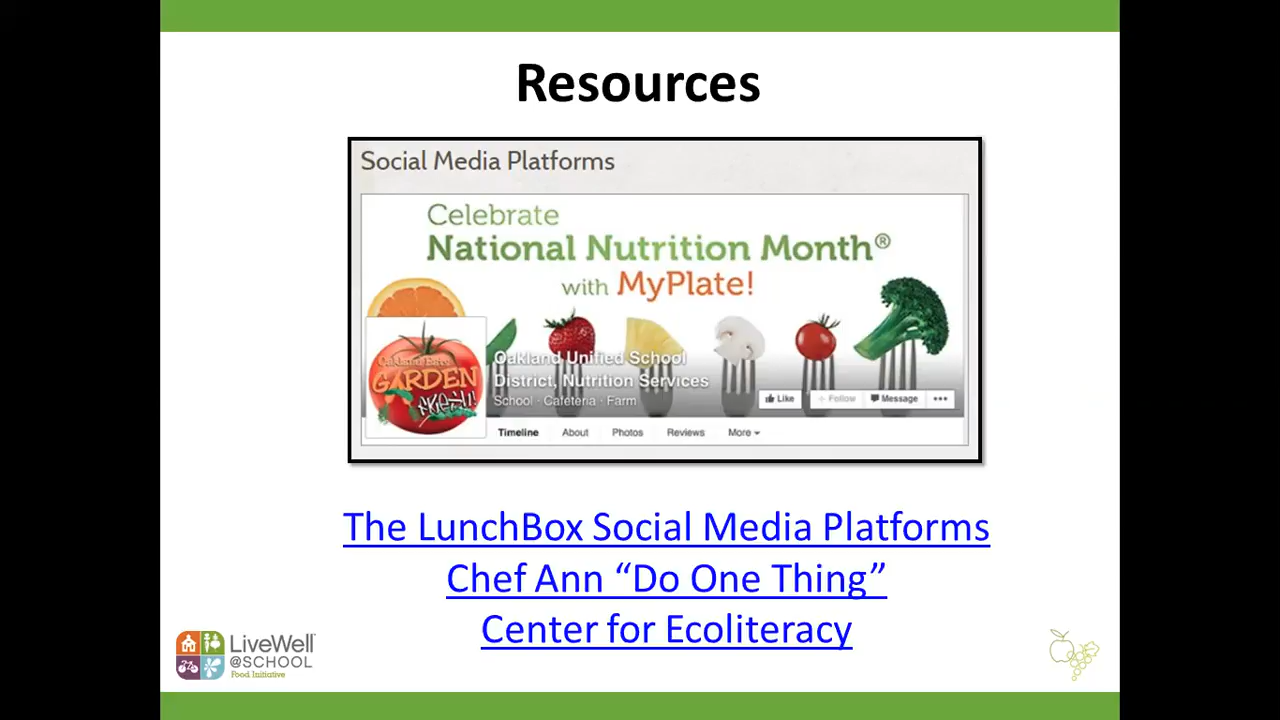 Resources
Social Media Platforms
Celebrate
National Nutrition Month®
with MyPlate!
GARDEN
Oakland Unified School
District, Nutrition Services
School · Cafeteria · Farm
Like
Follow
Message
Timeline
About
Photos
Reviews
More
The LunchBox Social Media Platforms
Chef Ann “Do One Thing”
Center for Ecoliteracy
LiveWell
@SCHOOL
Food Initiative